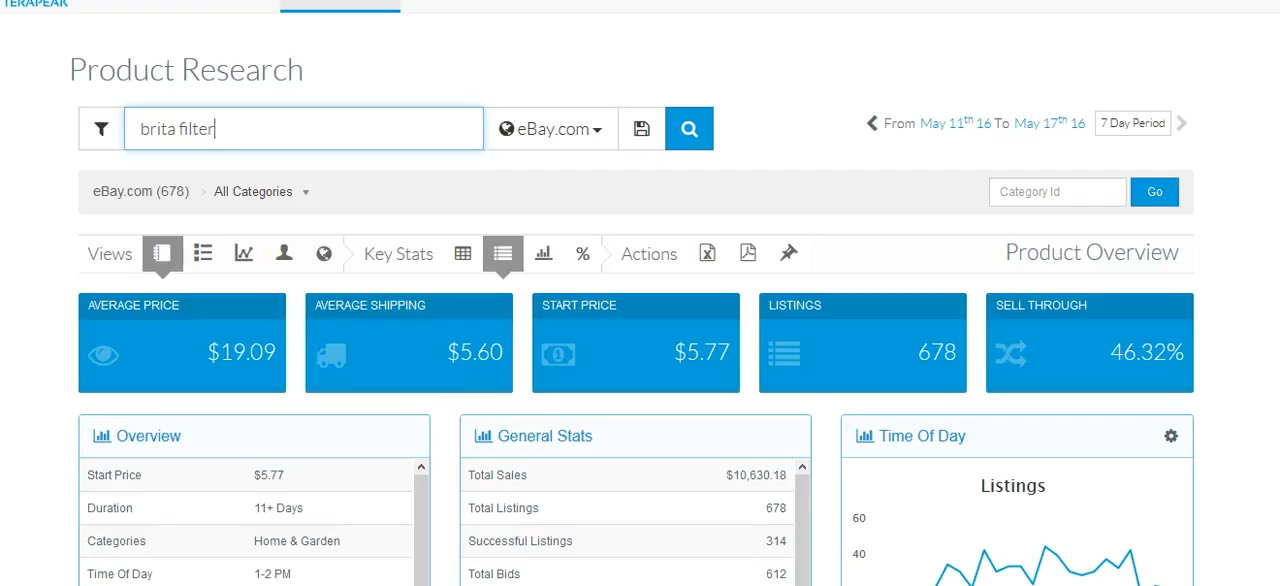 TERAPEAK
Product Research
brita filter
eBay.com
From May 11th 16 To May 17th 16
7 Day Period
eBay.com (678)
All Categories
Category Id
Go
Views
Key Stats
%
Actions
Product Overview
AVERAGE PRICE
$19.09
AVERAGE SHIPPING
$5.60
START PRICE
$5.77
LISTINGS
678
SELL THROUGH
46.32%
Overview
Start Price $5.77
Duration 11+ Days
Categories Home & Garden
Time Of Day 1-2 PM
General Stats
Total Sales $10,630.18
Total Listings 678
Successful Listings 314
Total Bids 612
Time Of Day
Listings
60
40